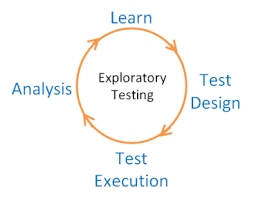 Learn
Exploratory
Testing
Test
Design
Test
Execution
Analysis